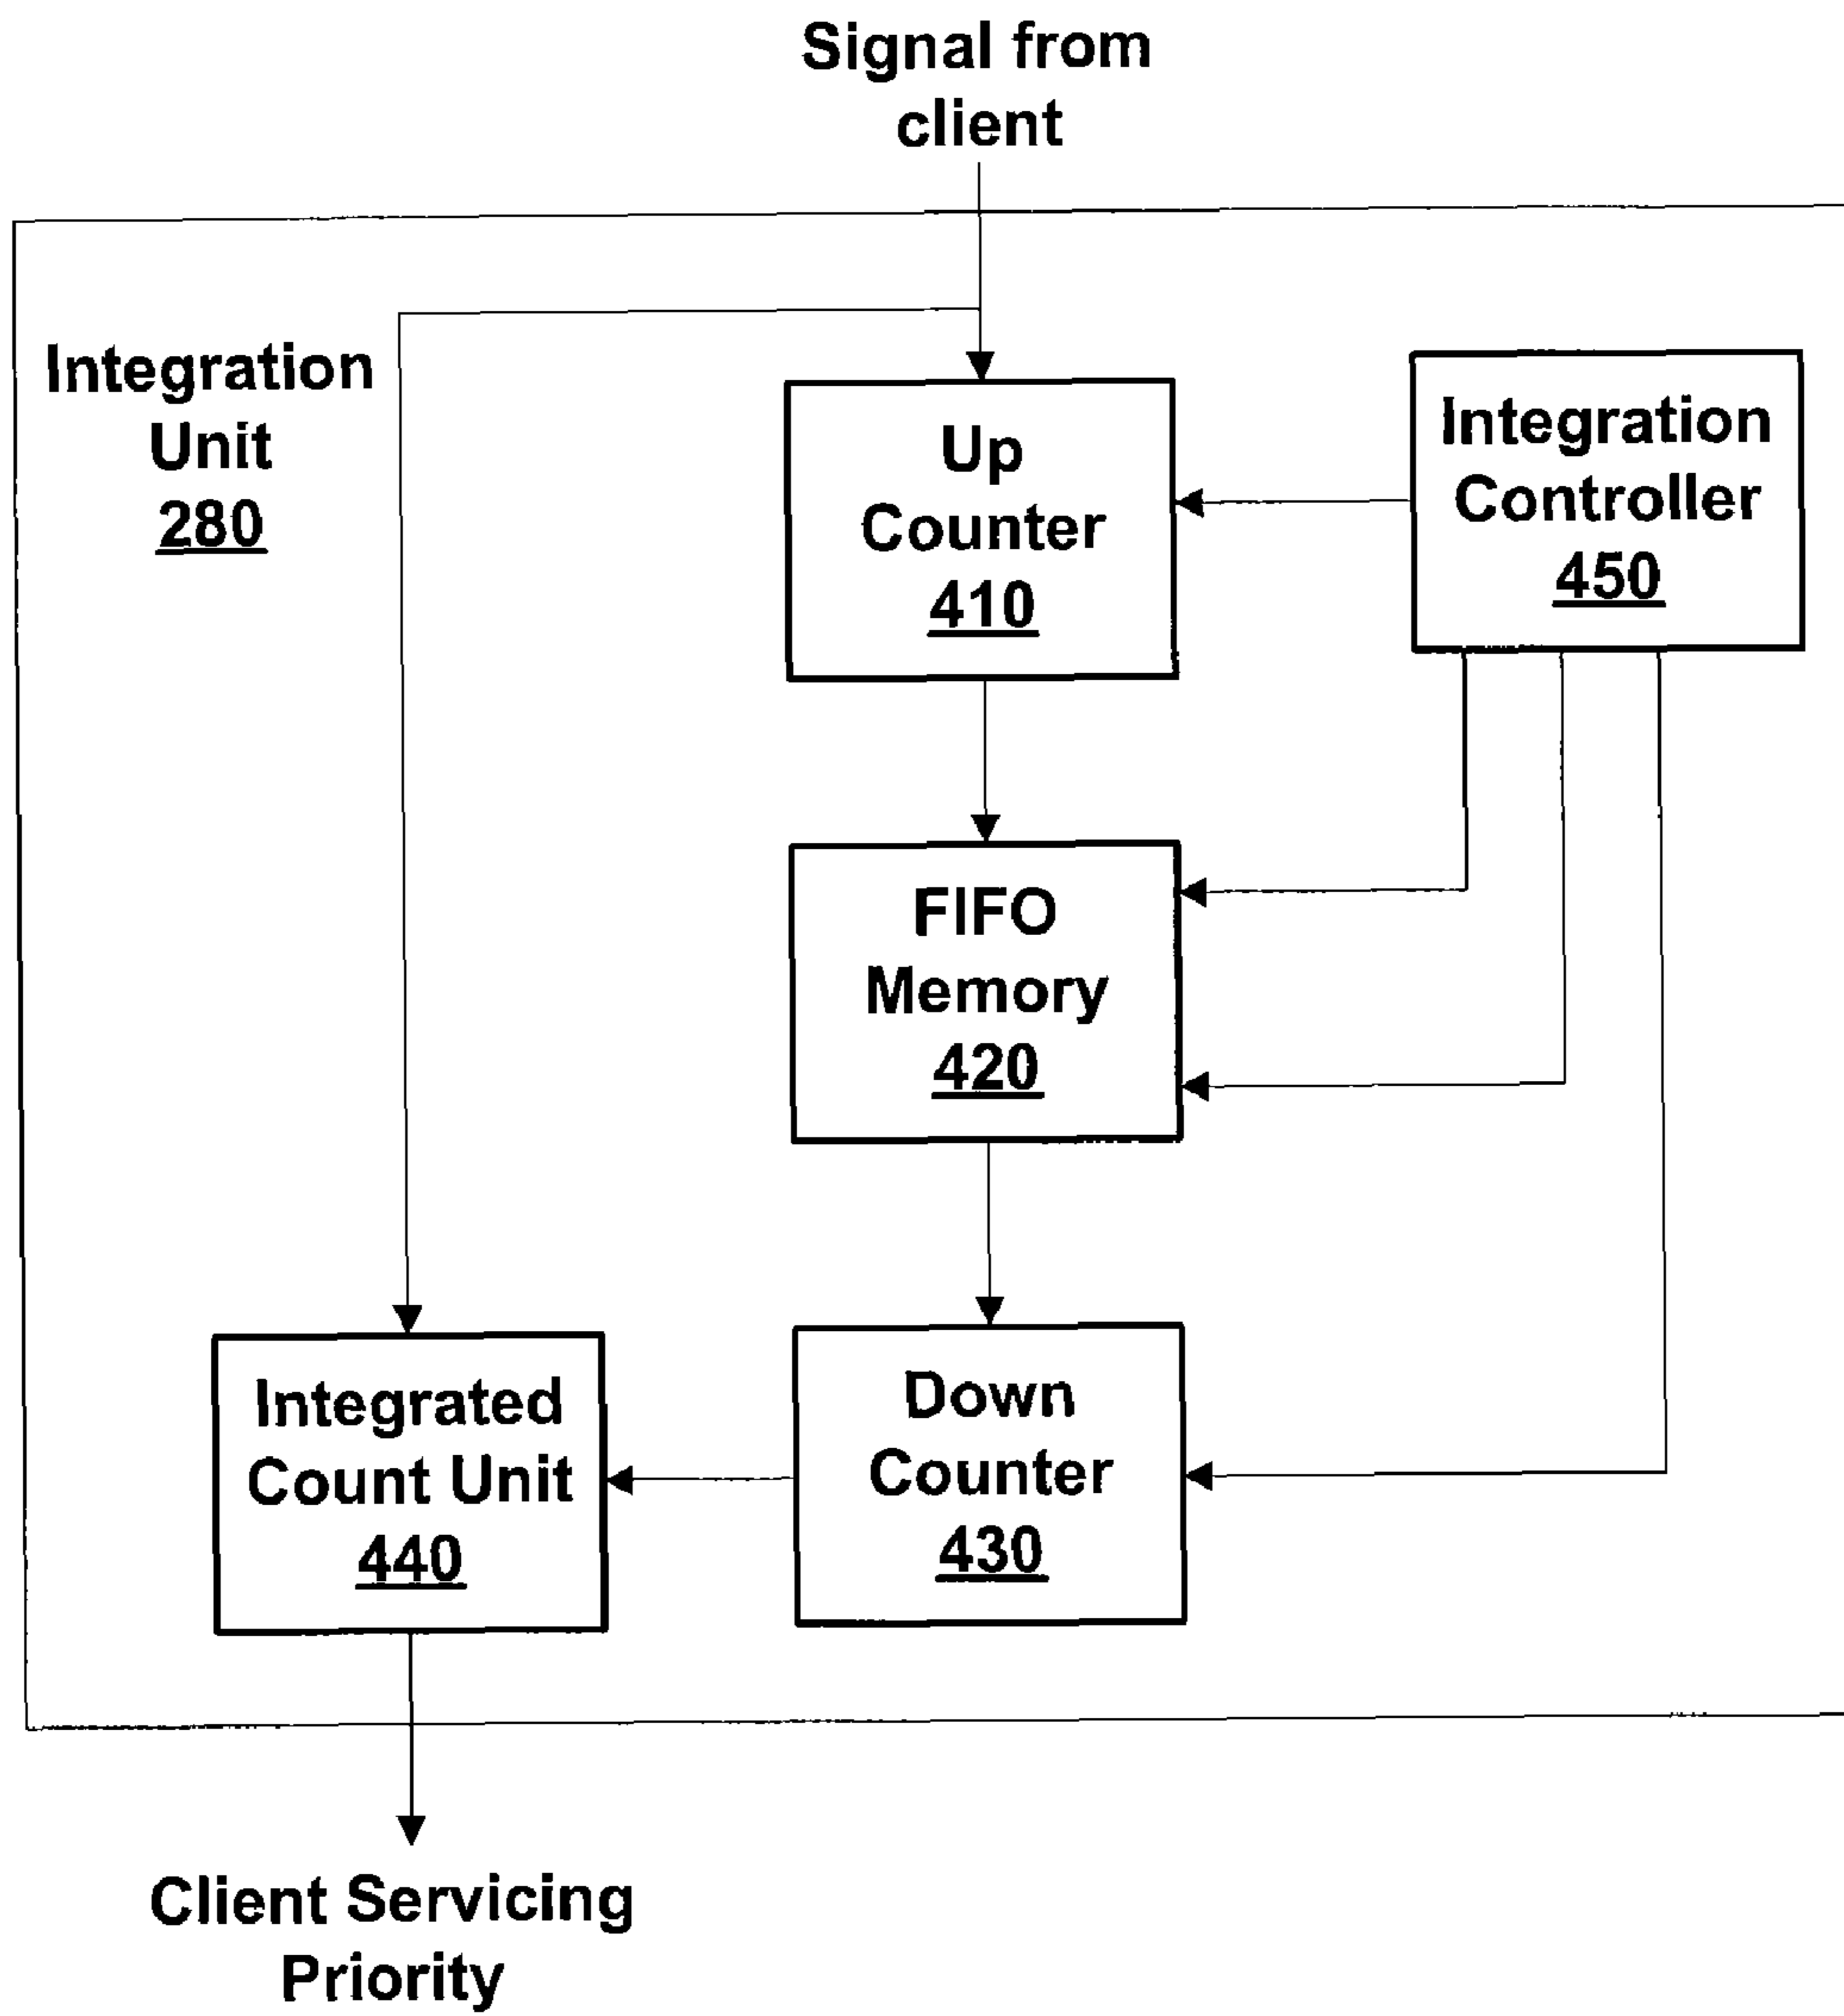 Signal from
client
Integration
Unit
280
Up
Counter
410
Integration
Controller
450
FIFO
Memory
420
Integrated
Count Unit
440
Down
Counter
430
Client Servicing
Priority